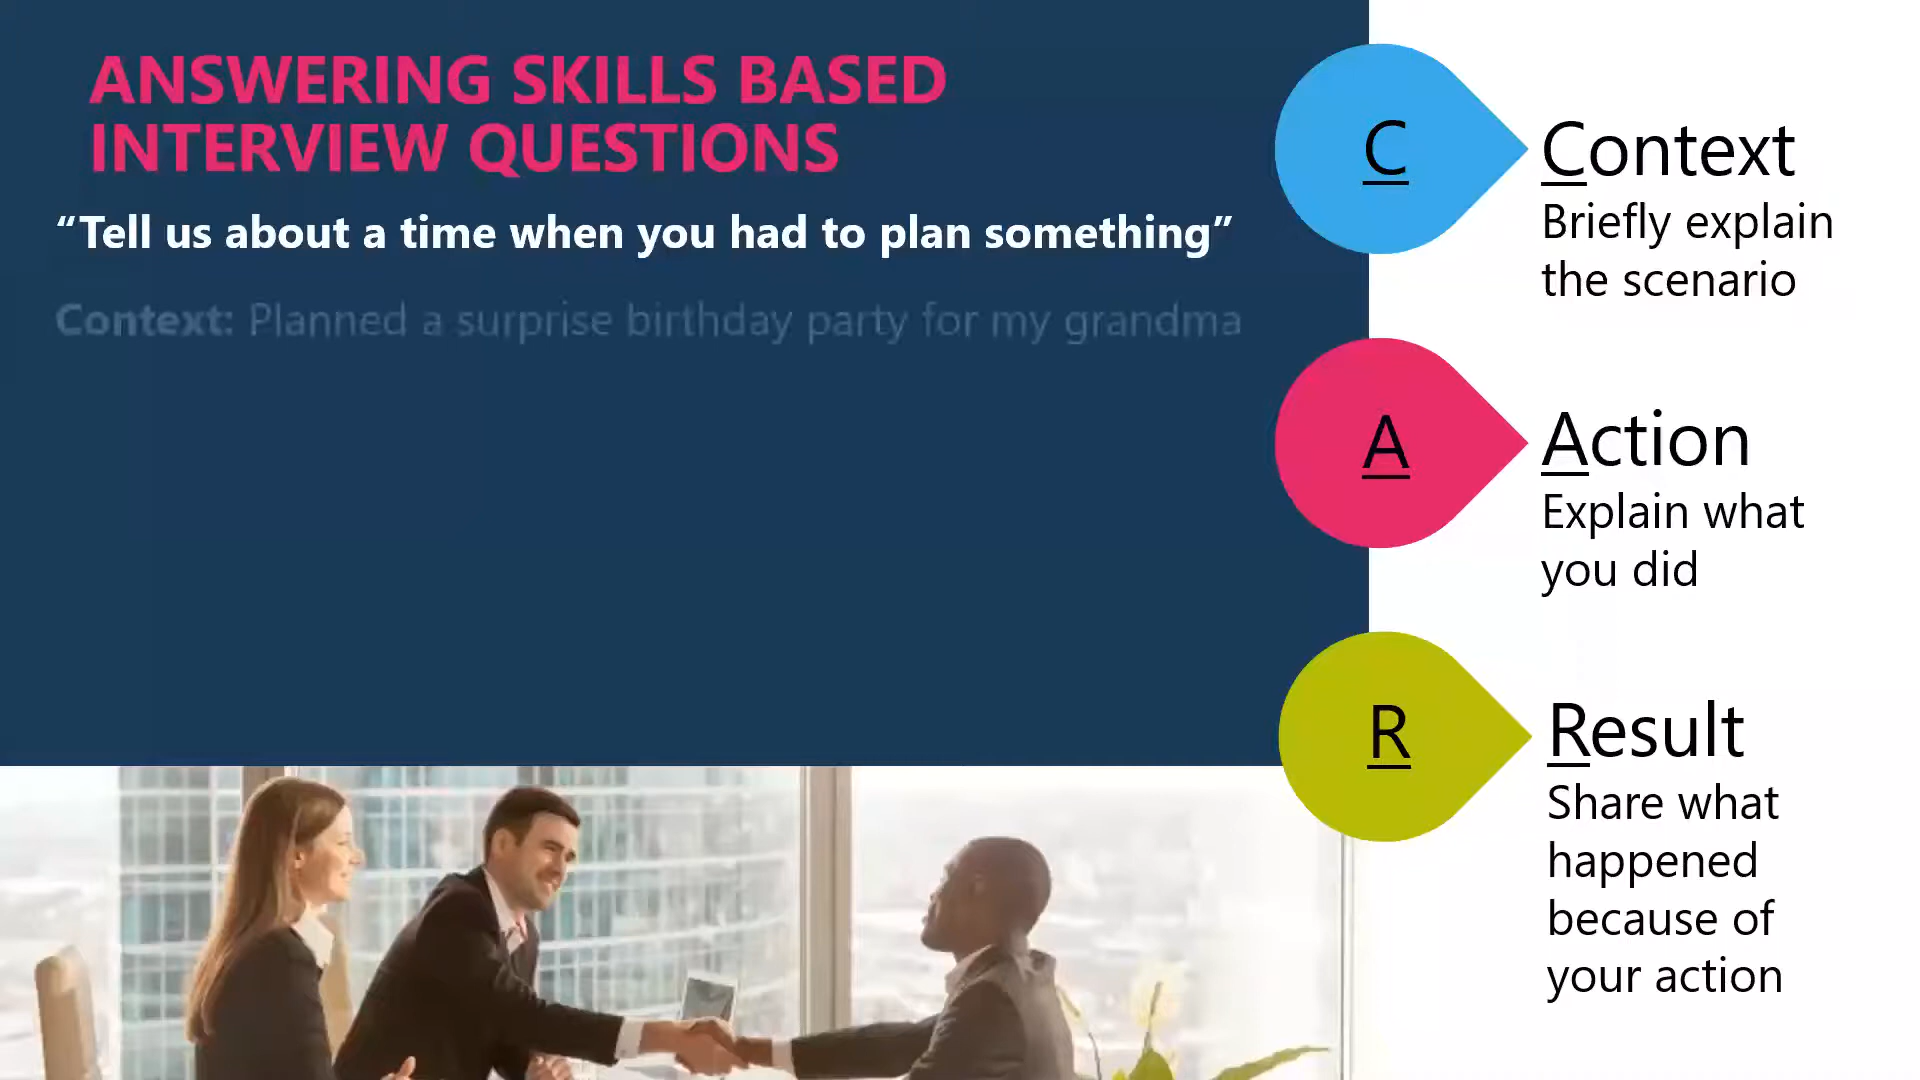 ANSWERING SKILLS BASED
INTERVIEW QUESTIONS
“Tell us about a time when you had to plan something”
Context: Planned a surprise birthday party for my grandma
C
Context
Briefly explain
the scenario
A
Action
Explain what
you did
R
Result
Share what
happened
because of
your action